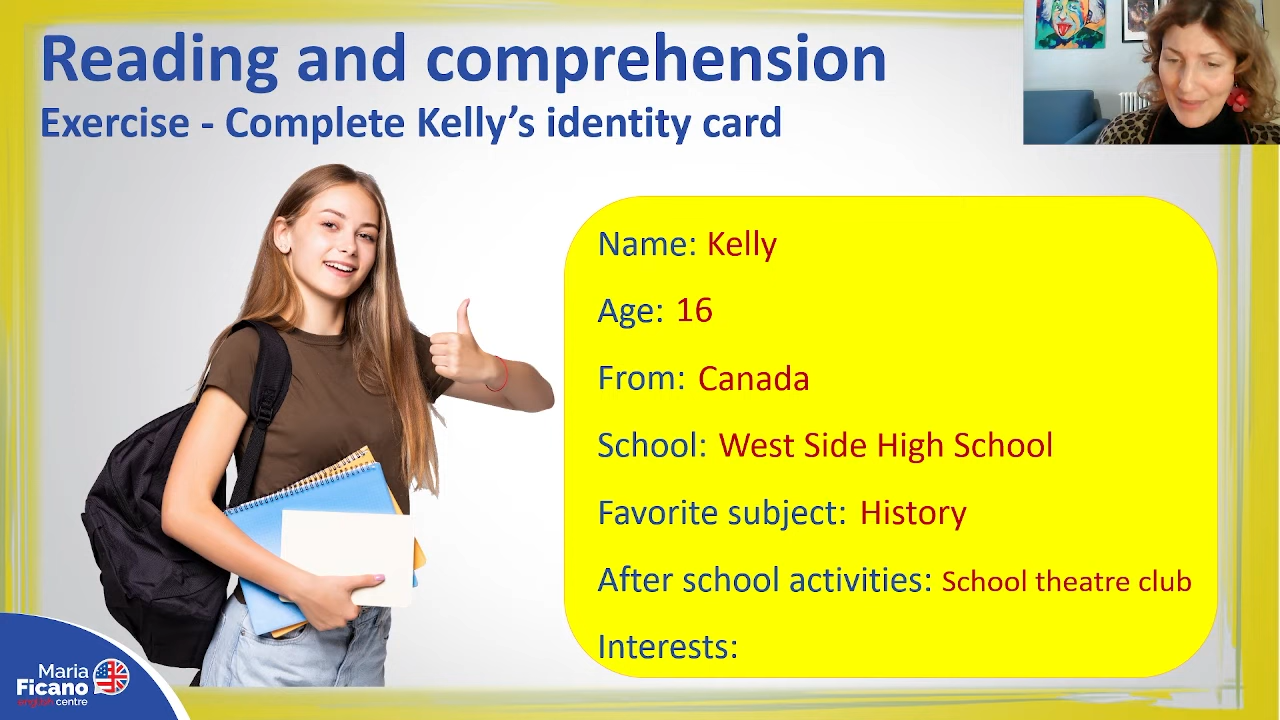 Reading and comprehension
Exercise - Complete Kelly's identity card
Name: Kelly
Age: 16
From: Canada
School: West Side High School
Favorite subject: History
After school activities: School theatre club
Interests:
Maria
Ficano
english centre